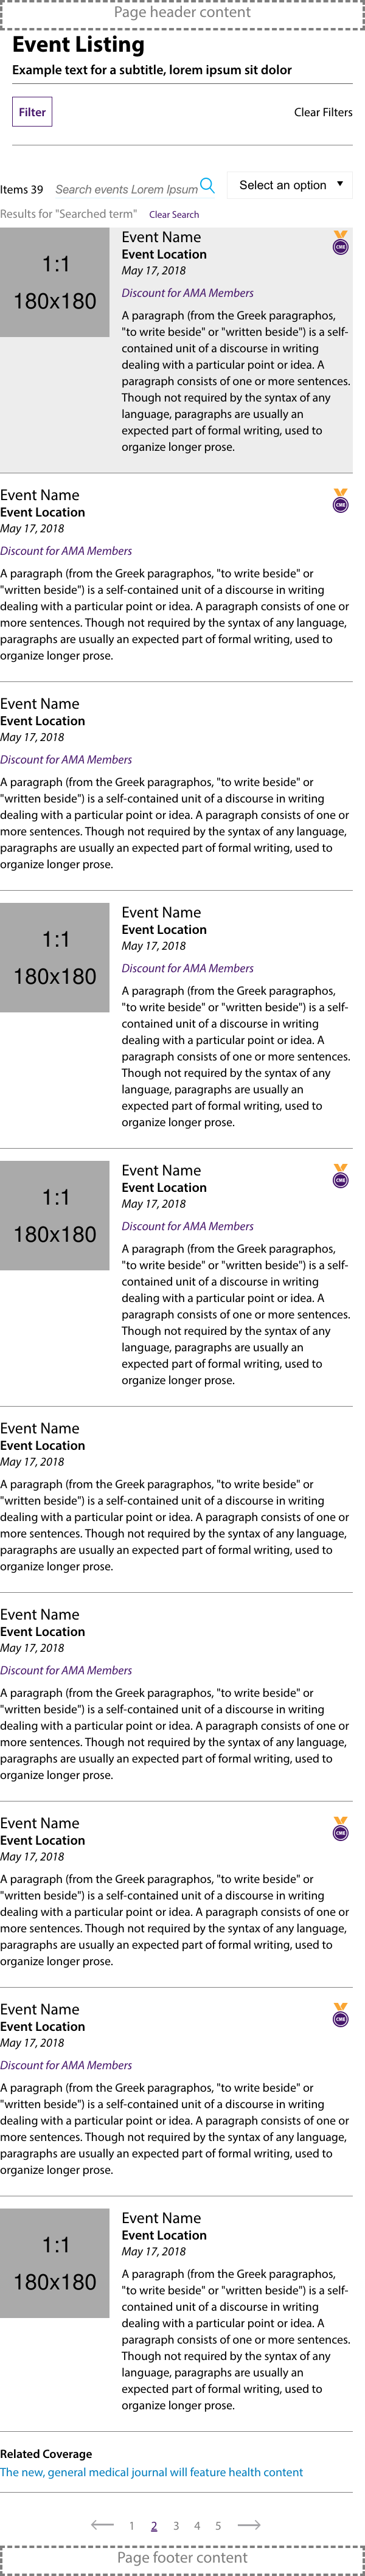 Page header content
Event Listing
Example text for a subtitle, lorem ipsum sit dolor
Filter
Clear Filters
Items 39
Search events Lorem Ipsum
Select an option
Results for "Searched term"
Clear Search
1:1
180x180
Event Name
CME
Event Location
May 17, 2018
Discount for AMA Members
A paragraph (from the Greek paragraphos,
"to write beside" or "written beside") is a self-
contained unit of a discourse in writing
dealing with a particular point or idea. A
paragraph consists of one or more sentences.
Though not required by the syntax of any
language, paragraphs are usually an
expected part of formal writing, used to
organize longer prose.
Event Name
CME
Event Location
May 17, 2018
Discount for AMA Members
A paragraph (from the Greek paragraphos, "to write beside" or
"written beside") is a self-contained unit of a discourse in writing
dealing with a particular point or idea. A paragraph consists of one or
more sentences. Though not required by the syntax of any language,
paragraphs are usually an expected part of formal writing, used to
organize longer prose.
Event Name
Event Location
May 17, 2018
Discount for AMA Members
A paragraph (from the Greek paragraphos, "to write beside" or
"written beside") is a self-contained unit of a discourse in writing
dealing with a particular point or idea. A paragraph consists of one or
more sentences. Though not required by the syntax of any language,
paragraphs are usually an expected part of formal writing, used to
organize longer prose.
1:1
180x180
Event Name
Event Location
May 17, 2018
Discount for AMA Members
A paragraph (from the Greek paragraphos,
"to write beside" or "written beside") is a self-
contained unit of a discourse in writing
dealing with a particular point or idea. A
paragraph consists of one or more sentences.
Though not required by the syntax of any
language, paragraphs are usually an
expected part of formal writing, used to
organize longer prose.
1:1
180x180
Event Name
CME
Event Location
May 17, 2018
Discount for AMA Members
A paragraph (from the Greek paragraphos,
"to write beside" or "written beside") is a self-
contained unit of a discourse in writing
dealing with a particular point or idea. A
paragraph consists of one or more sentences.
Though not required by the syntax of any
language, paragraphs are usually an
expected part of formal writing, used to
organize longer prose.
Event Name
Event Location
May 17, 2018
A paragraph (from the Greek paragraphos, "to write beside" or
"written beside") is a self-contained unit of a discourse in writing
dealing with a particular point or idea. A paragraph consists of one or
more sentences. Though not required by the syntax of any language,
paragraphs are usually an expected part of formal writing, used to
organize longer prose.
Event Name
Event Location
May 17, 2018
Discount for AMA Members
A paragraph (from the Greek paragraphos, "to write beside" or
"written beside") is a self-contained unit of a discourse in writing
dealing with a particular point or idea. A paragraph consists of one or
more sentences. Though not required by the syntax of any language,
paragraphs are usually an expected part of formal writing, used to
organize longer prose.
Event Name
CME
Event Location
May 17, 2018
A paragraph (from the Greek paragraphos, "to write beside" or
"written beside") is a self-contained unit of a discourse in writing
dealing with a particular point or idea. A paragraph consists of one or
more sentences. Though not required by the syntax of any language,
paragraphs are usually an expected part of formal writing, used to
organize longer prose.
Event Name
CME
Event Location
May 17, 2018
Discount for AMA Members
A paragraph (from the Greek paragraphos, "to write beside" or
"written beside") is a self-contained unit of a discourse in writing
dealing with a particular point or idea. A paragraph consists of one or
more sentences. Though not required by the syntax of any language,
paragraphs are usually an expected part of formal writing, used to
organize longer prose.
1:1
180x180
Event Name
Event Location
May 17, 2018
A paragraph (from the Greek paragraphos,
"to write beside" or "written beside") is a self-
contained unit of a discourse in writing
dealing with a particular point or idea. A
paragraph consists of one or more sentences.
Though not required by the syntax of any
language, paragraphs are usually an
expected part of formal writing, used to
organize longer prose.
Related Coverage
The new, general medical journal will feature health content
1 2 3 4 5
Page footer content